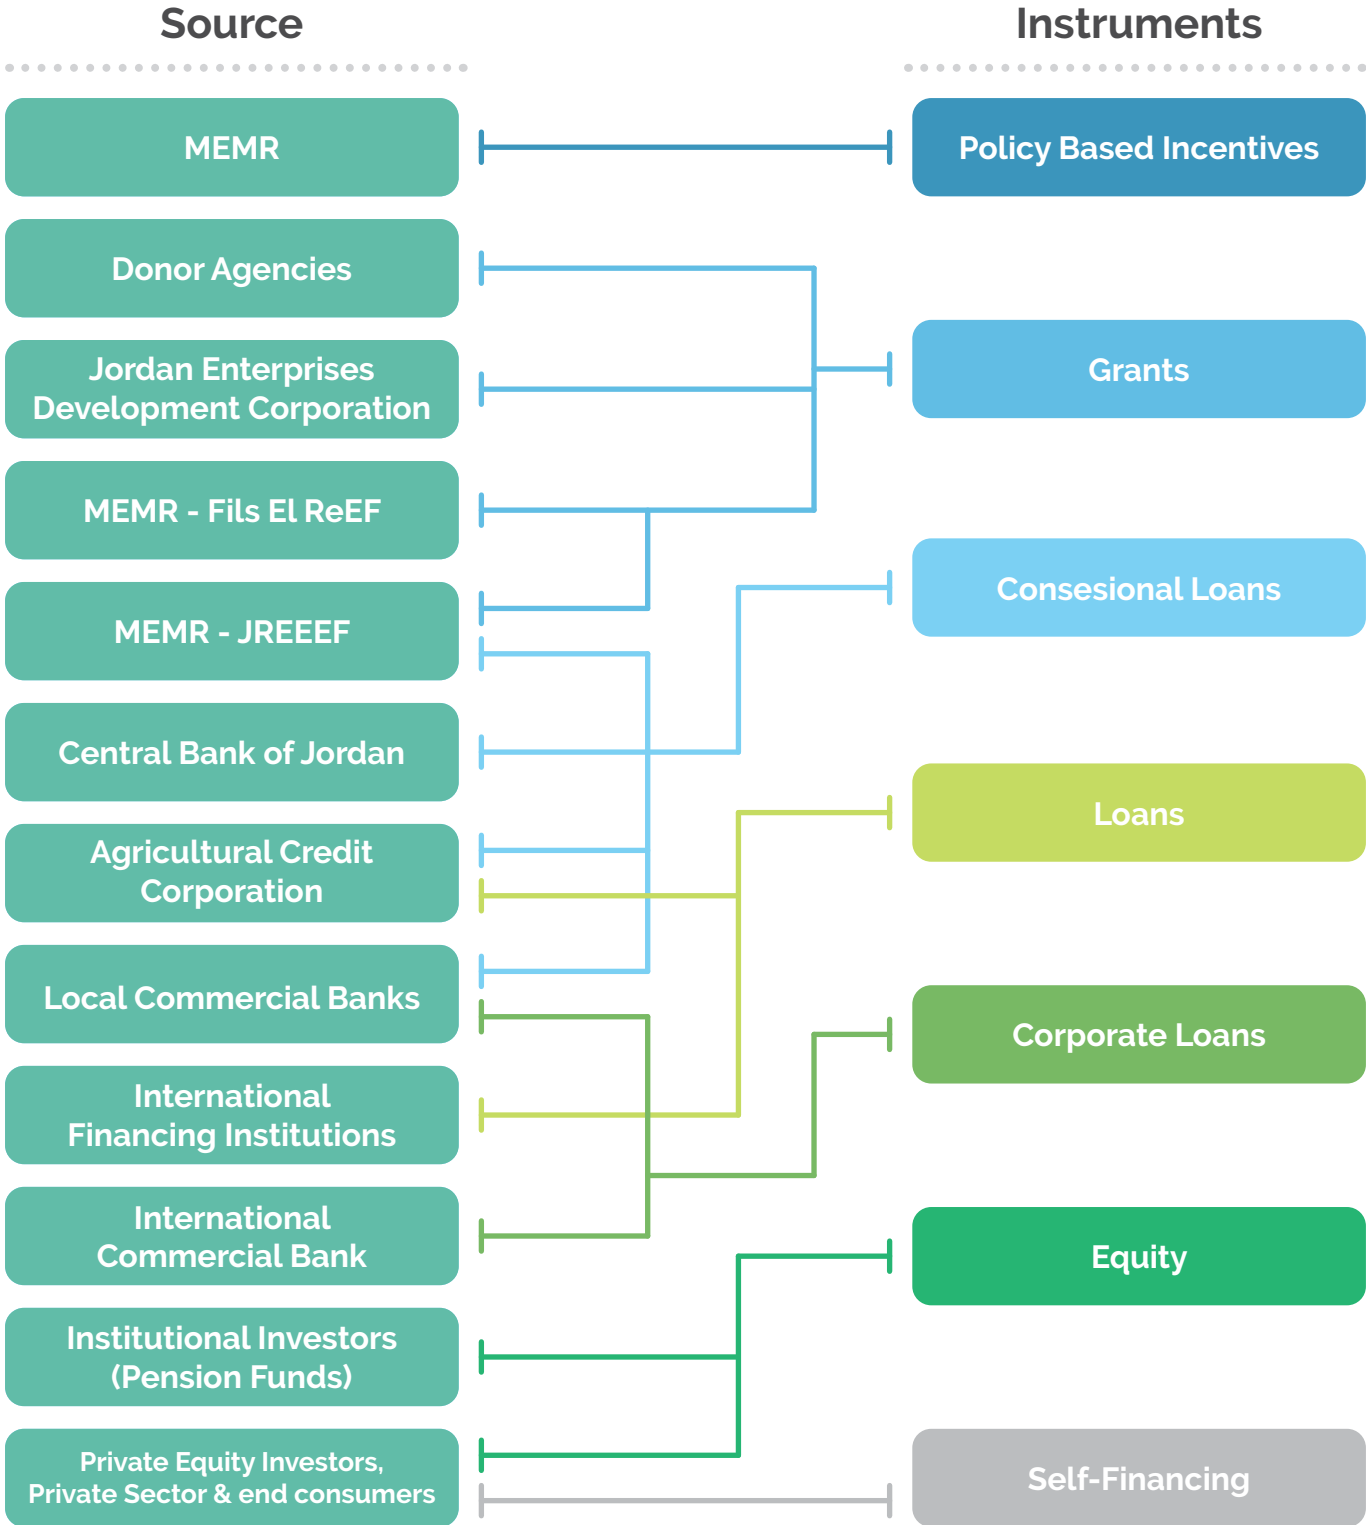 Source
Instruments
MEMR
Policy Based Incentives
Donor Agencies
Jordan Enterprises
Development Corporation
Grants
MEMR - Fils El ReEF
Consesional Loans
MEMR - JREEEF
Central Bank of Jordan
Loans
Agricultural Credit
Corporation
Local Commercial Banks
Corporate Loans
International
Financing Institutions
International
Commercial Bank
Equity
Institutional Investors
(Pension Funds)
Private Equity Investors,
Private Sector & end consumers
Self-Financing